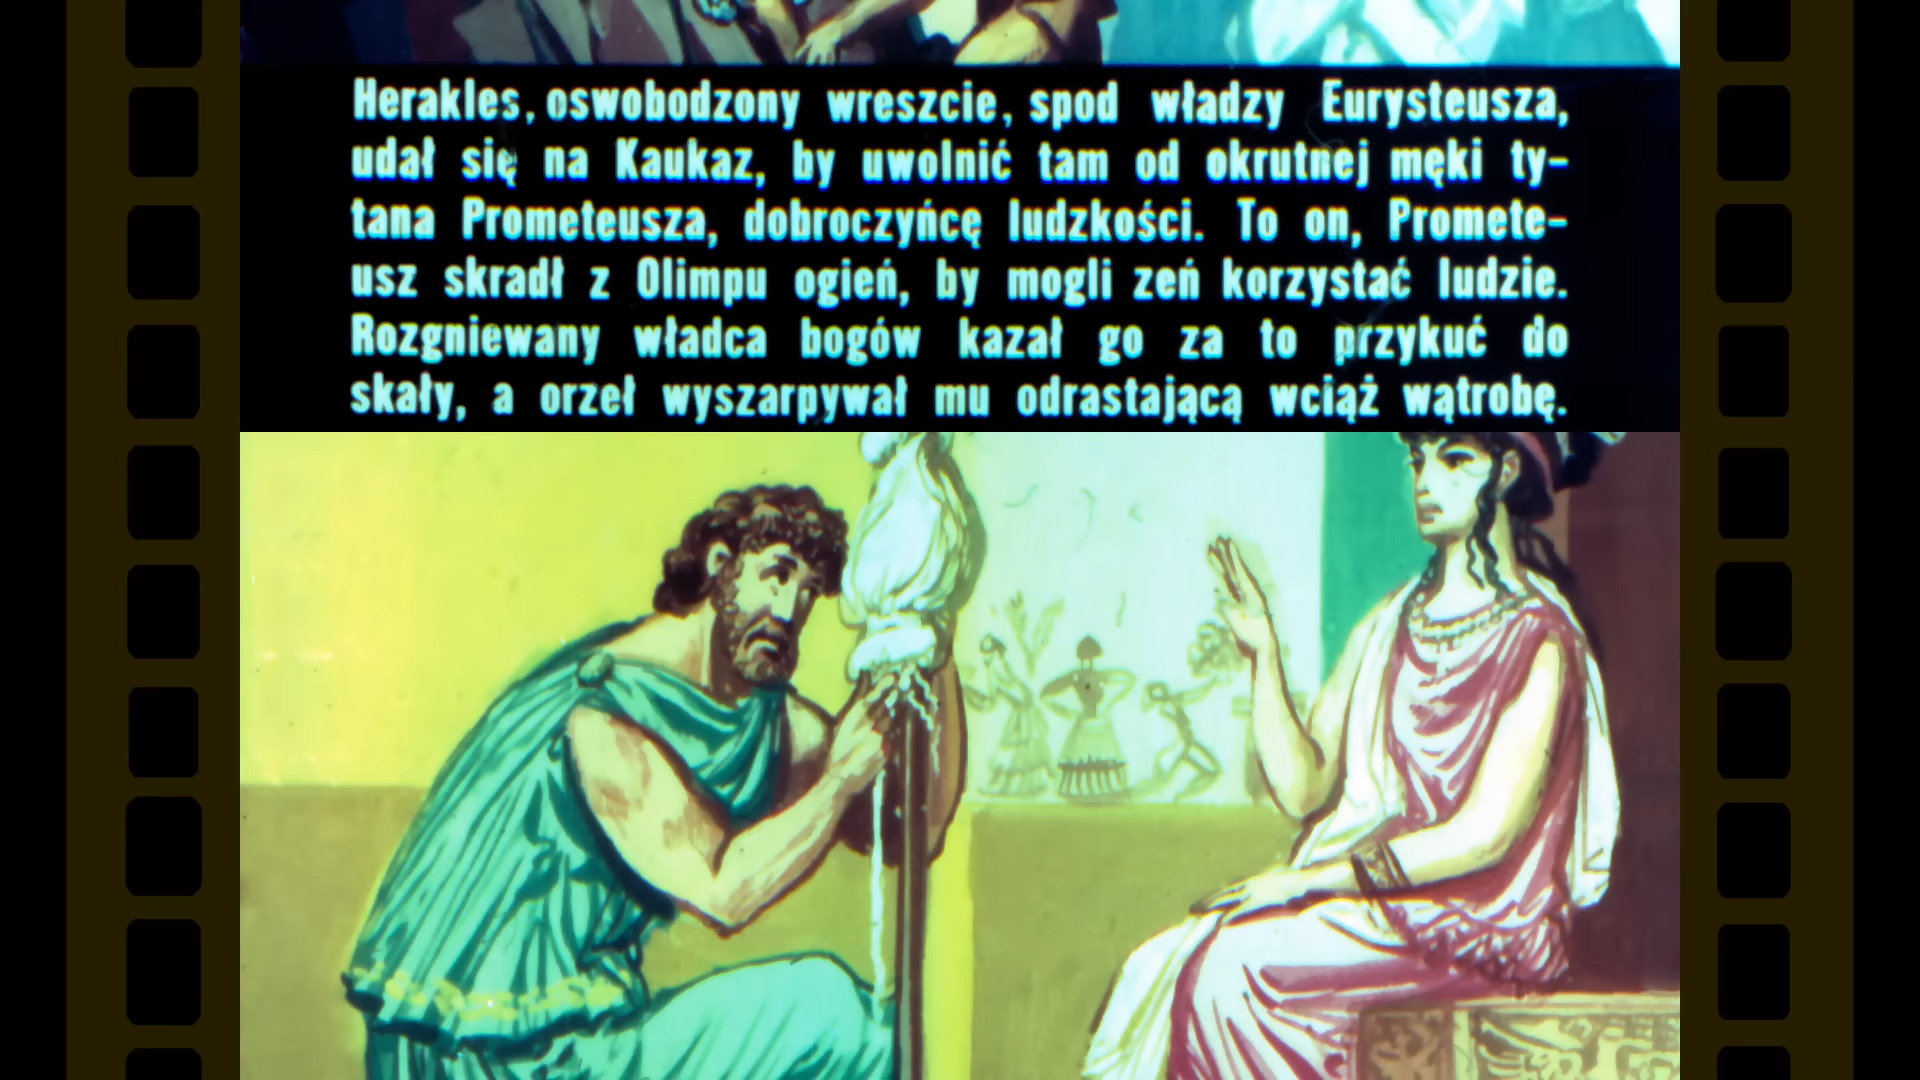 Herakles, oswobodzony wreszcie, spod władzy Eurysteusza,
udał się na Kaukaz, by uwolnić tam od okrutnej męki ty-
tana Prometeusza, dobroczyńcę ludzkości. To on, Promete-
usz skradł z Olimpu ogień, by mogli zeń korzystać ludzie.
Rozgniewany władca bogów kazał go za to przykuć do
skały, a orzeł wyszarpywał mu odrastającą wciąż wątrobę.